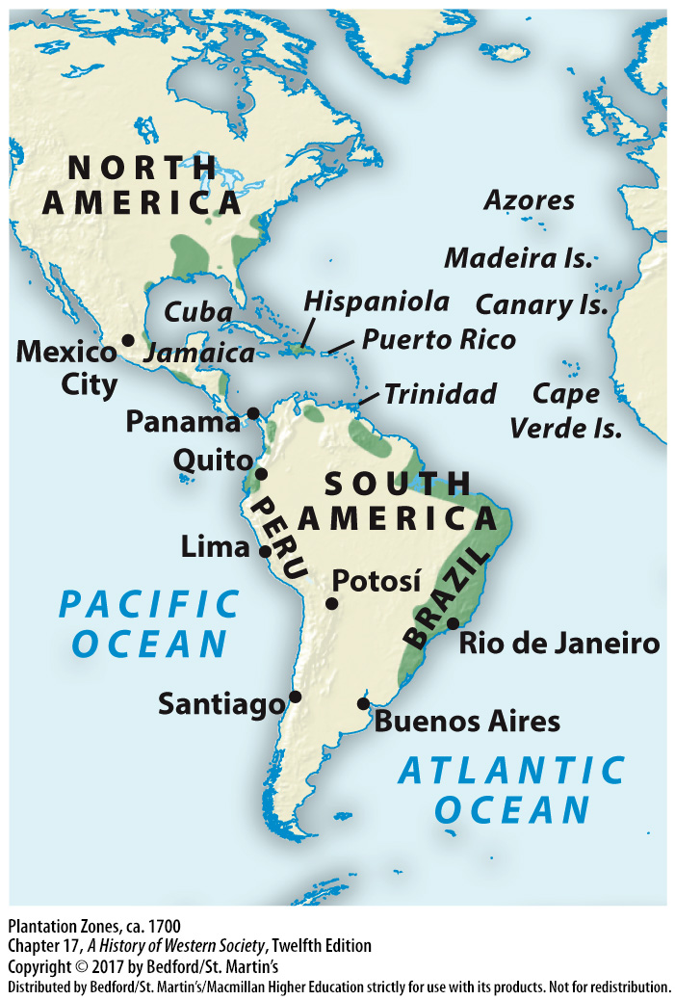 NORTH
AMERICA
Azores
Madeira Is.
Hispaniola
Canary Is.
Cuba
Puerto Rico
Mexico
City
Jamaica
Trinidad
Cape
Verde Is.
Panama
Quito
SOUTH
AMERICA
PERU
Lima
BRAZIL
Potosí
PACIFIC
OCEAN
Rio de Janeiro
Santiago
Buenos Aires
ATLANTIC
OCEAN
Plantation Zones, ca. 1700
Chapter 17, A History of Western Society, Twelfth Edition
Copyright © 2017 by Bedford/St. Martin's
Distributed by Bedford/St. Martin's/Macmillan Higher Education strictly for use with its products. Not for redistribution.